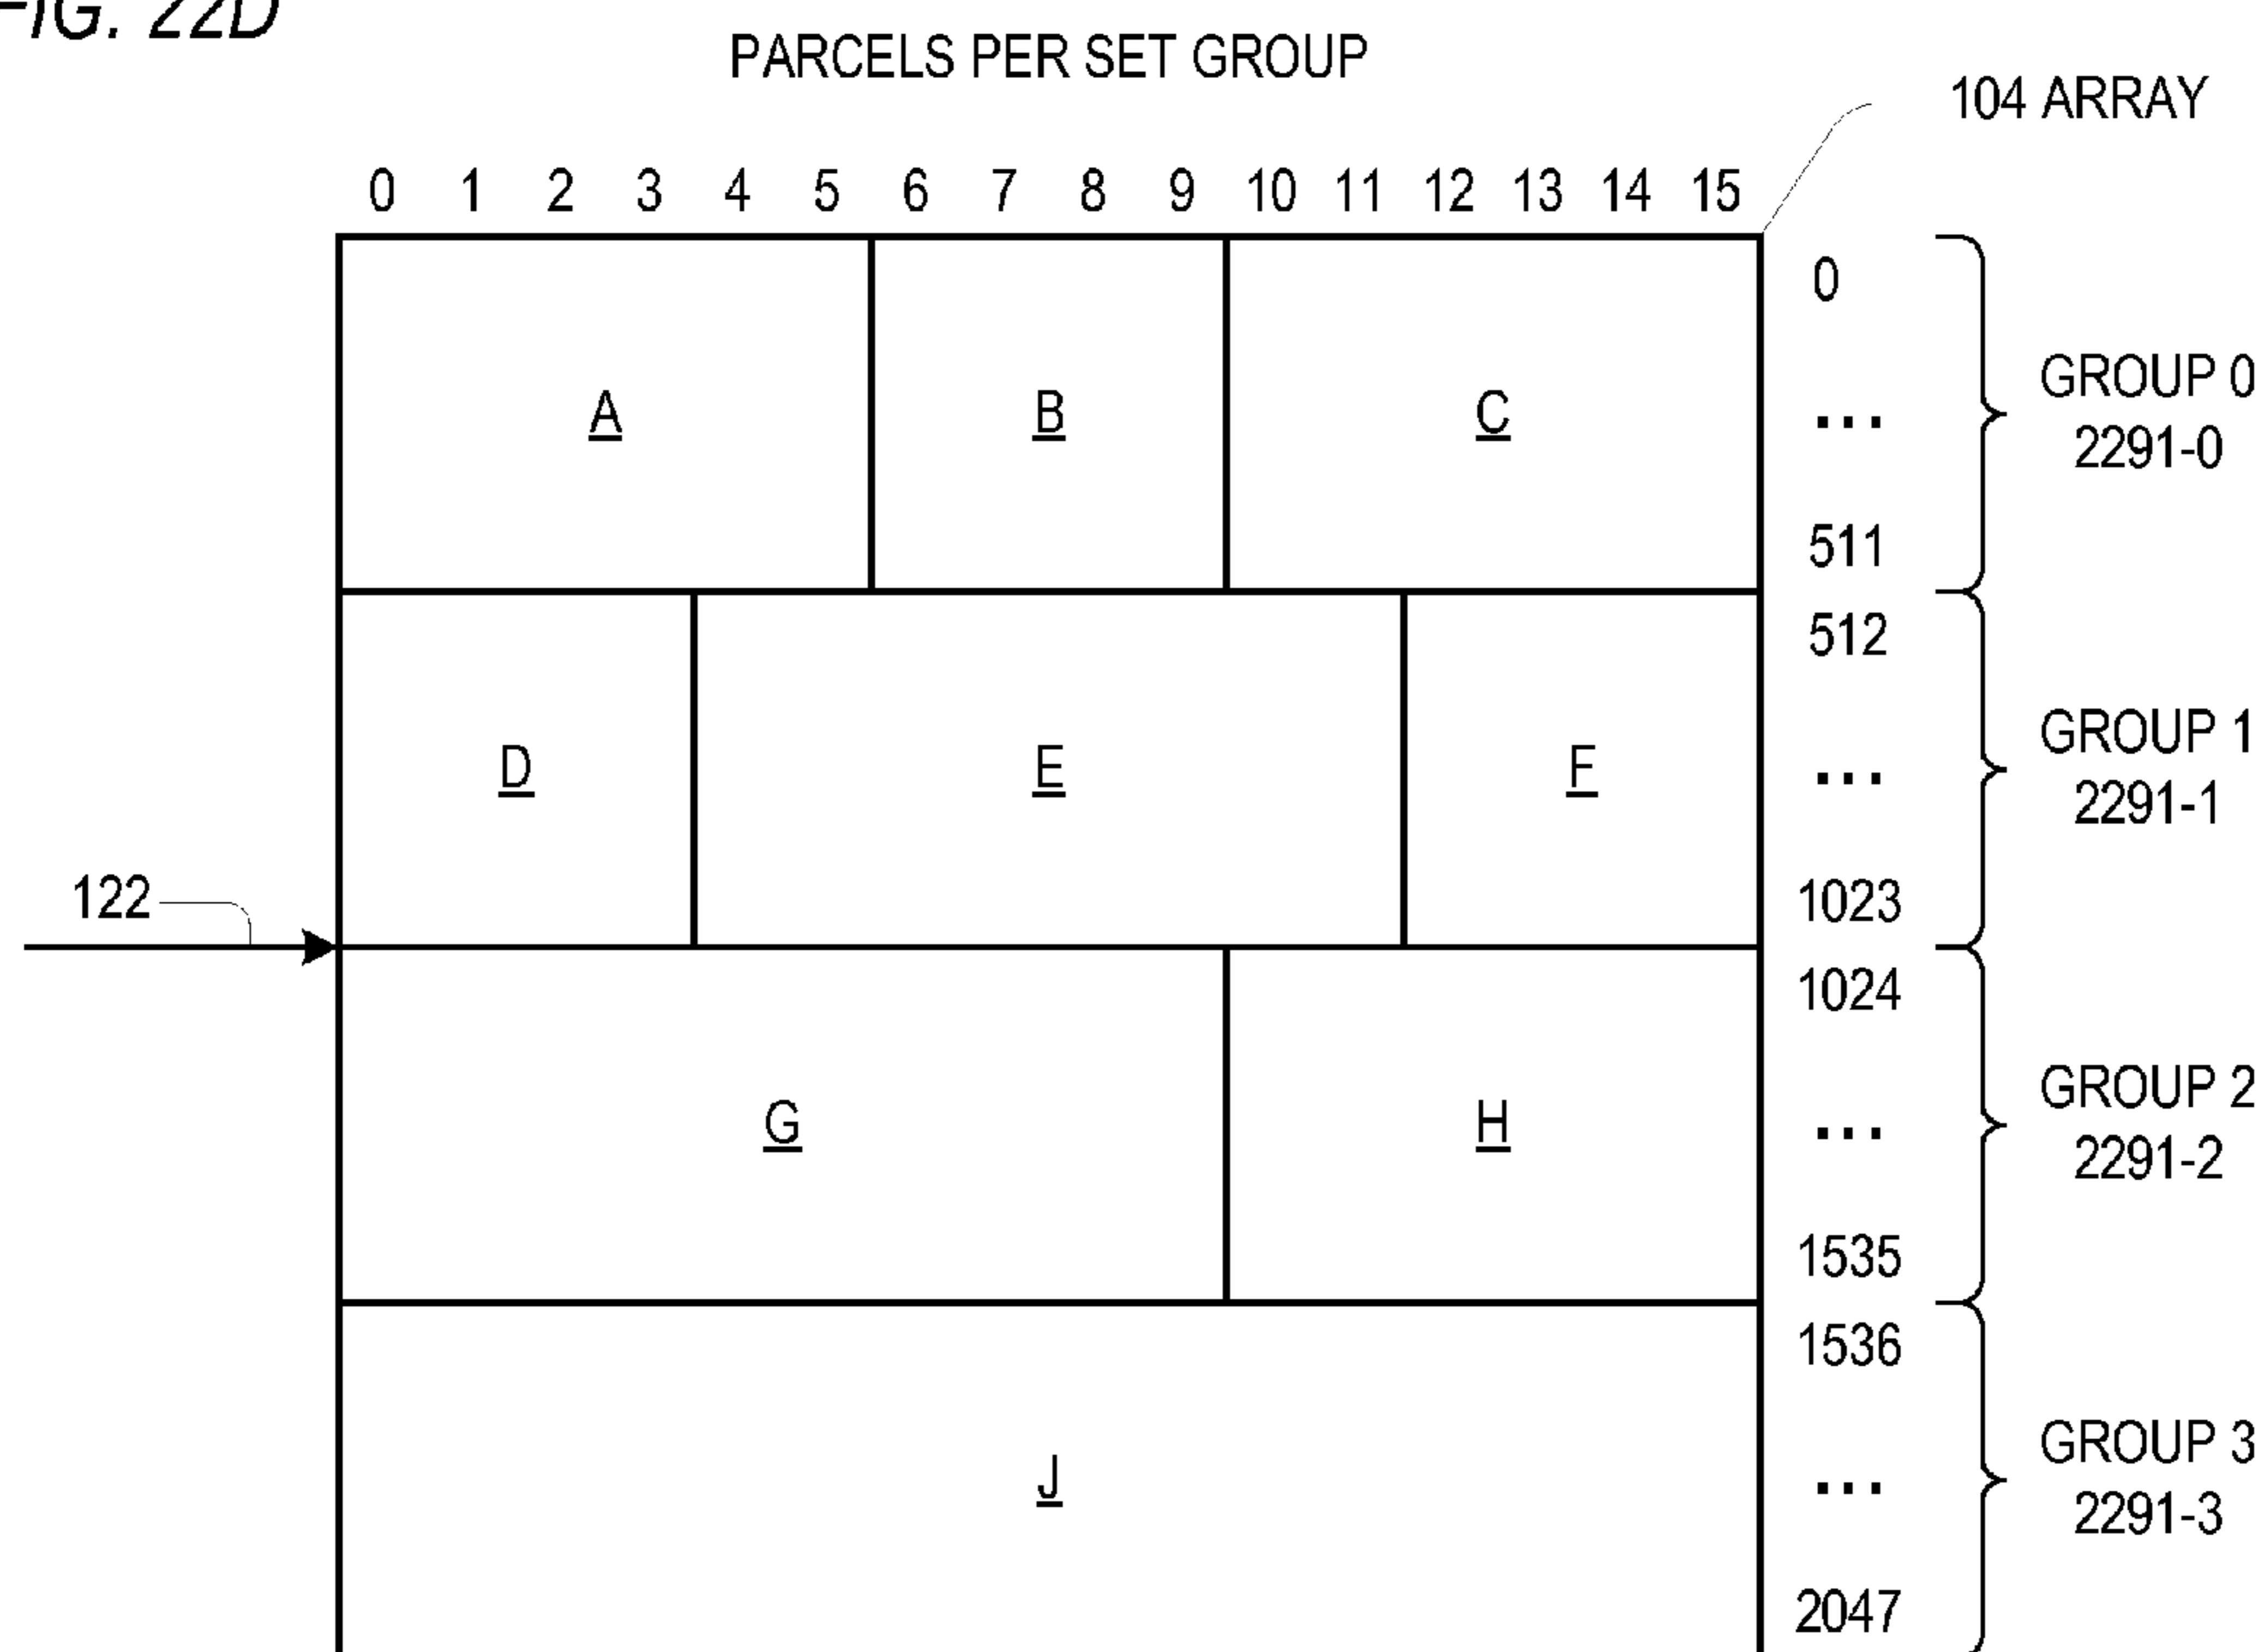 FIG. 22D
PARCELS PER SET GROUP
104 ARRAY
0 1 2 3 4 5 6 7 8 9 10 11 12 13 14 15
A B C
0
...
511
GROUP 0
2291-0
D E F
512
...
1023
GROUP 1
2291-1
122
G H
1024
...
1535
GROUP 2
2291-2
J
1536
...
2047
GROUP 3
2291-3